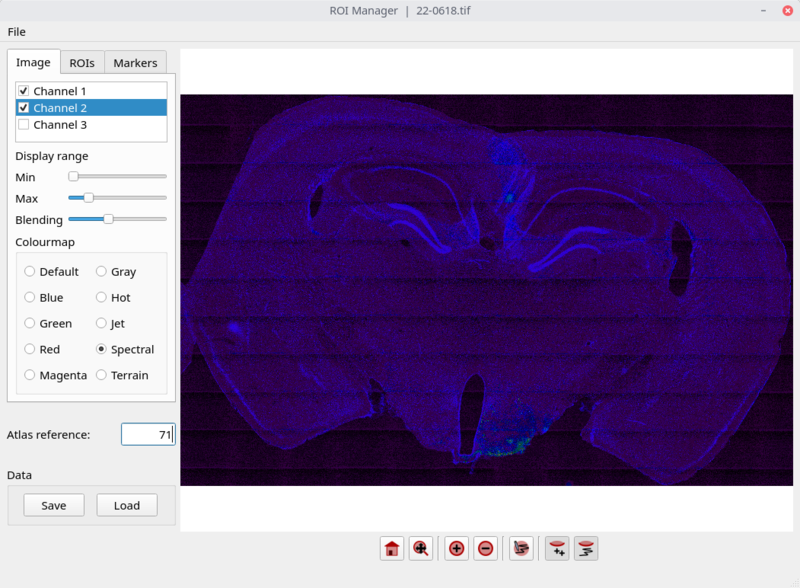 ROI Manager | 22-0618.tif
File
Image ROIs Markers
Channel 1
Channel 2
Channel 3
Display range
Min
Max
Blending
Colourmap
Default Gray
Blue Hot
Green Jet
Red Spectral
Magenta Terrain
Atlas reference: 71
Data
Save Load